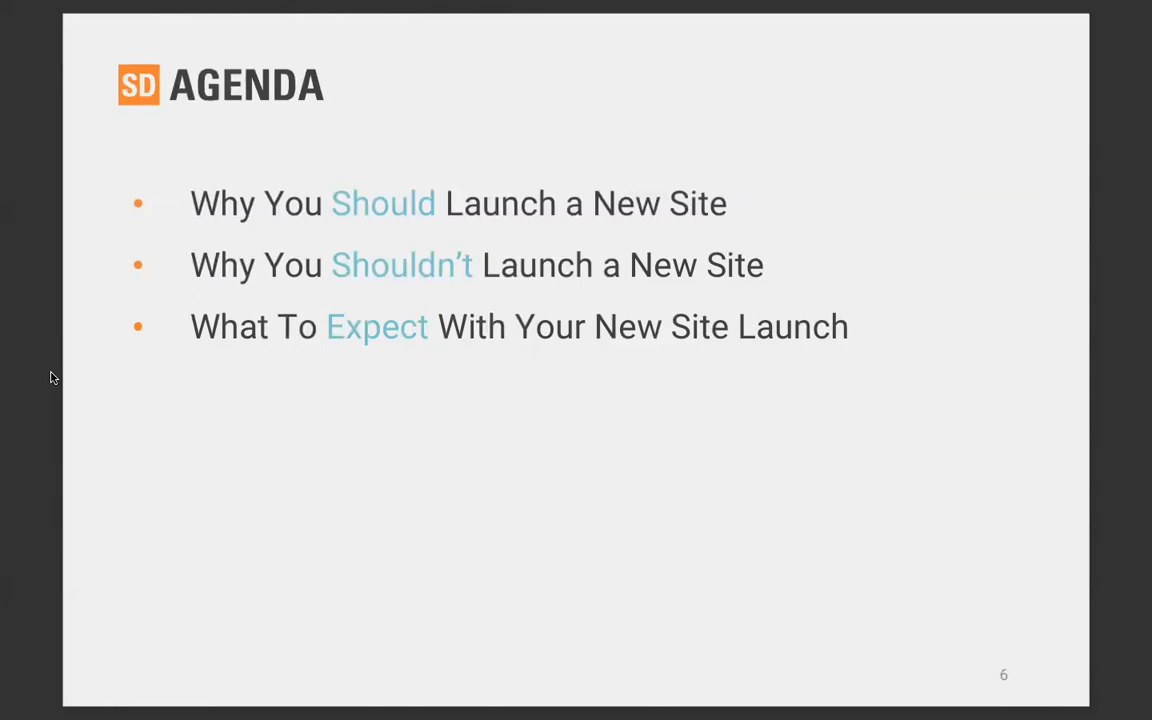 SD AGENDA
• Why You Should Launch a New Site
• Why You Shouldn’t Launch a New Site
• What To Expect With Your New Site Launch
6